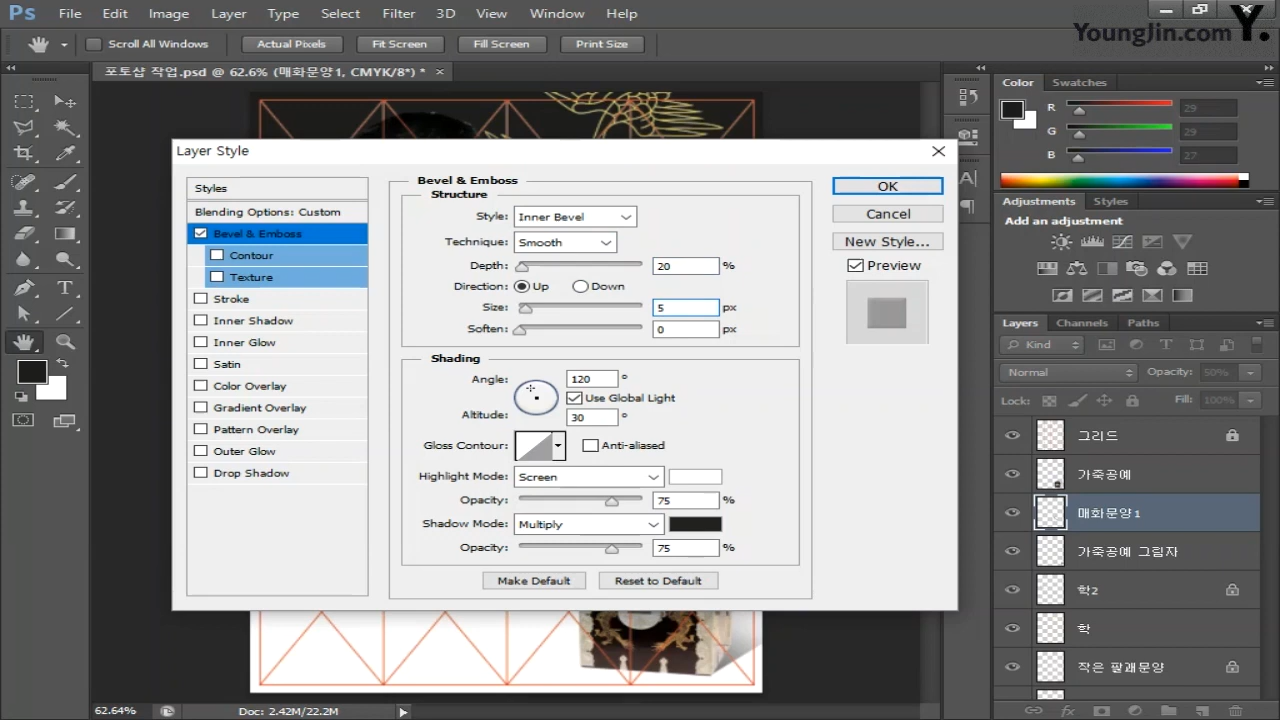 Ps File Edit Image Layer Type Select Filter 3D View Window Help
YoungJin.com Y.
Scroll All Windows Actual Pixels Fit Screen Fill Screen Print Size
포토샵 작업.psd @ 62.6% (매화문양1, CMYK/8*) * ×
Layer Style
Styles
Blending Options: Custom
Bevel & Emboss
Contour
Texture
Stroke
Inner Shadow
Inner Glow
Satin
Color Overlay
Gradient Overlay
Pattern Overlay
Outer Glow
Drop Shadow
Bevel & Emboss
Structure
Style: Inner Bevel
Technique: Smooth
Depth: 20 %
Direction: Up Down
Size: 5 px
Soften: 0 px
Shading
Angle: 120 °
Use Global Light
Altitude: 30 °
Gloss Contour: Anti-aliased
Highlight Mode: Screen
Opacity: 75 %
Shadow Mode: Multiply
Opacity: 75 %
Make Default Reset to Default
OK
Cancel
New Style...
Preview
Color Swatches
R 29
G 29
B 27
Adjustments Styles
Add an adjustment
Layers Channels Paths
Kind
Normal Opacity: 50%
Lock: Fill: 100%
그리드
가죽공예
매화문양1
가죽공예 그림자
학2
학
작은 팔괘문양
62.64% Doc: 2.42M/22.2M